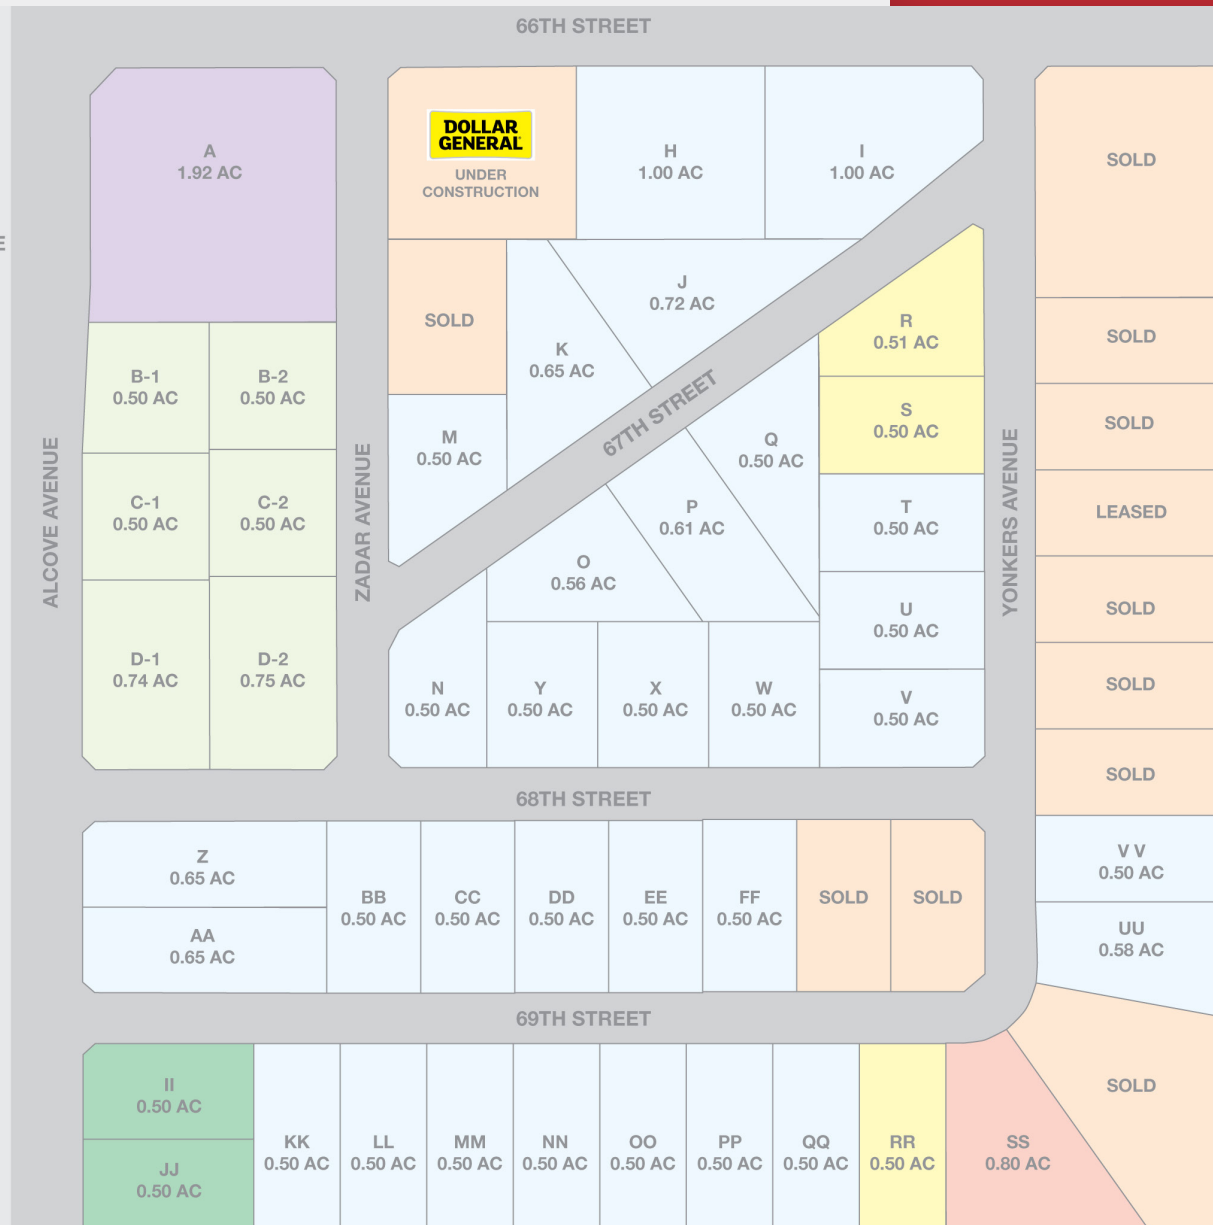 66TH STREET
A
1.92 AC
DOLLAR
GENERAL
UNDER
CONSTRUCTION
H
1.00 AC
I
1.00 AC
SOLD
E
SOLD
K
0.65 AC
J
0.72 AC
R
0.51 AC
SOLD
B-1
0.50 AC
B-2
0.50 AC
M
0.50 AC
67TH STREET
Q
0.50 AC
S
0.50 AC
SOLD
ALCOVE AVENUE
C-1
0.50 AC
C-2
0.50 AC
ZADAR AVENUE
P
0.61 AC
T
0.50 AC
YONKERS AVENUE
LEASED
O
0.56 AC
U
0.50 AC
SOLD
D-1
0.74 AC
D-2
0.75 AC
N
0.50 AC
Y
0.50 AC
X
0.50 AC
W
0.50 AC
V
0.50 AC
SOLD
SOLD
68TH STREET
Z
0.65 AC
AA
0.65 AC
BB
0.50 AC
CC
0.50 AC
DD
0.50 AC
EE
0.50 AC
FF
0.50 AC
SOLD
SOLD
V V
0.50 AC
UU
0.58 AC
69TH STREET
II
0.50 AC
JJ
0.50 AC
KK
0.50 AC
LL
0.50 AC
MM
0.50 AC
NN
0.50 AC
OO
0.50 AC
PP
0.50 AC
QQ
0.50 AC
RR
0.50 AC
SS
0.80 AC
SOLD